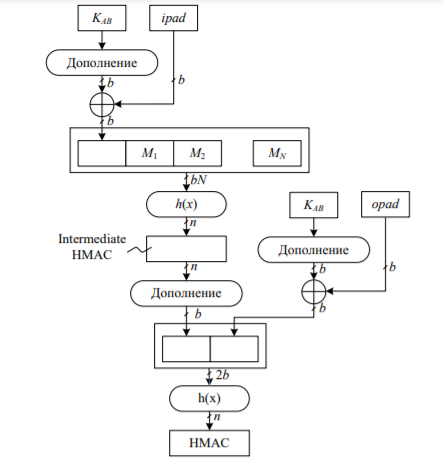 K_AB
ipad
Дополнение
b
b
b
M_1 M_2 M_N
bN
h(x)
n
K_AB
opad
Intermediate
HMAC
Дополнение
n
b
b
Дополнение
b
b
2b
h(x)
n
HMAC